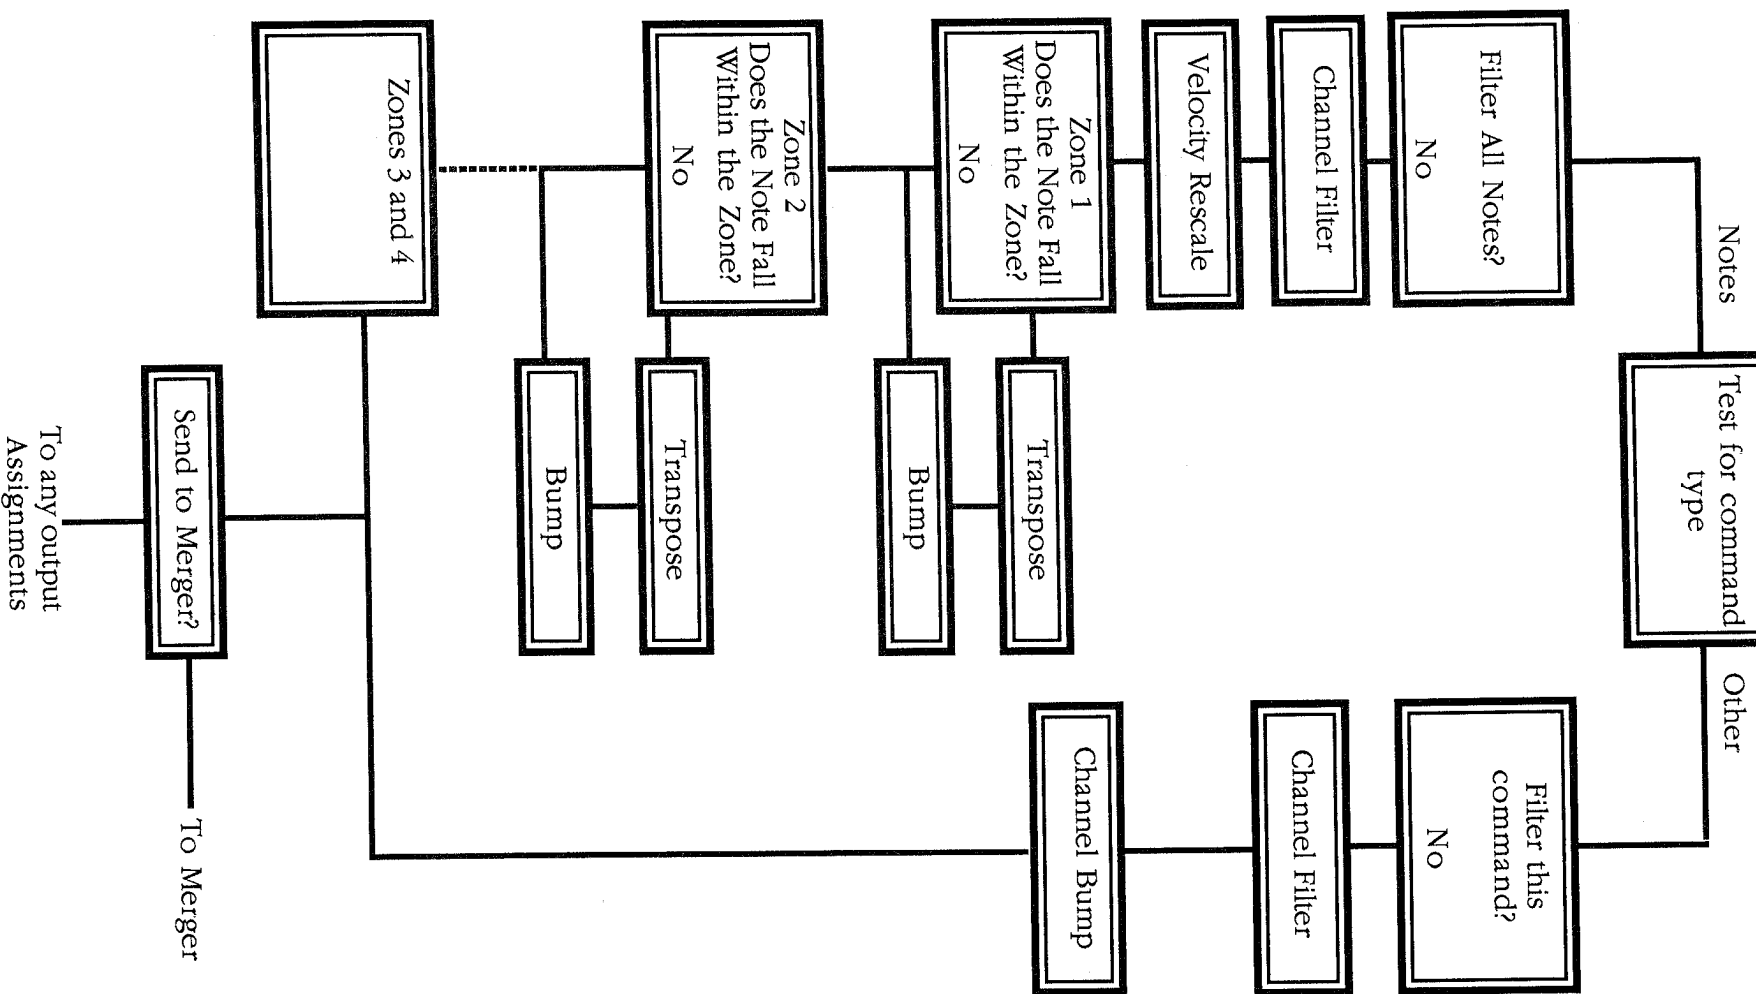 Test for command
type
Notes
Other
Filter All Notes?
No
Filter this
command?
No
Channel Filter
Channel Filter
Velocity Rescale
Channel Bump
Zone 1
Does the Note Fall
Within the Zone?
No
Transpose
Bump
Zone 2
Does the Note Fall
Within the Zone?
No
Transpose
Bump
Zones 3 and 4
Send to Merger?
To Merger
To any output
Assignments